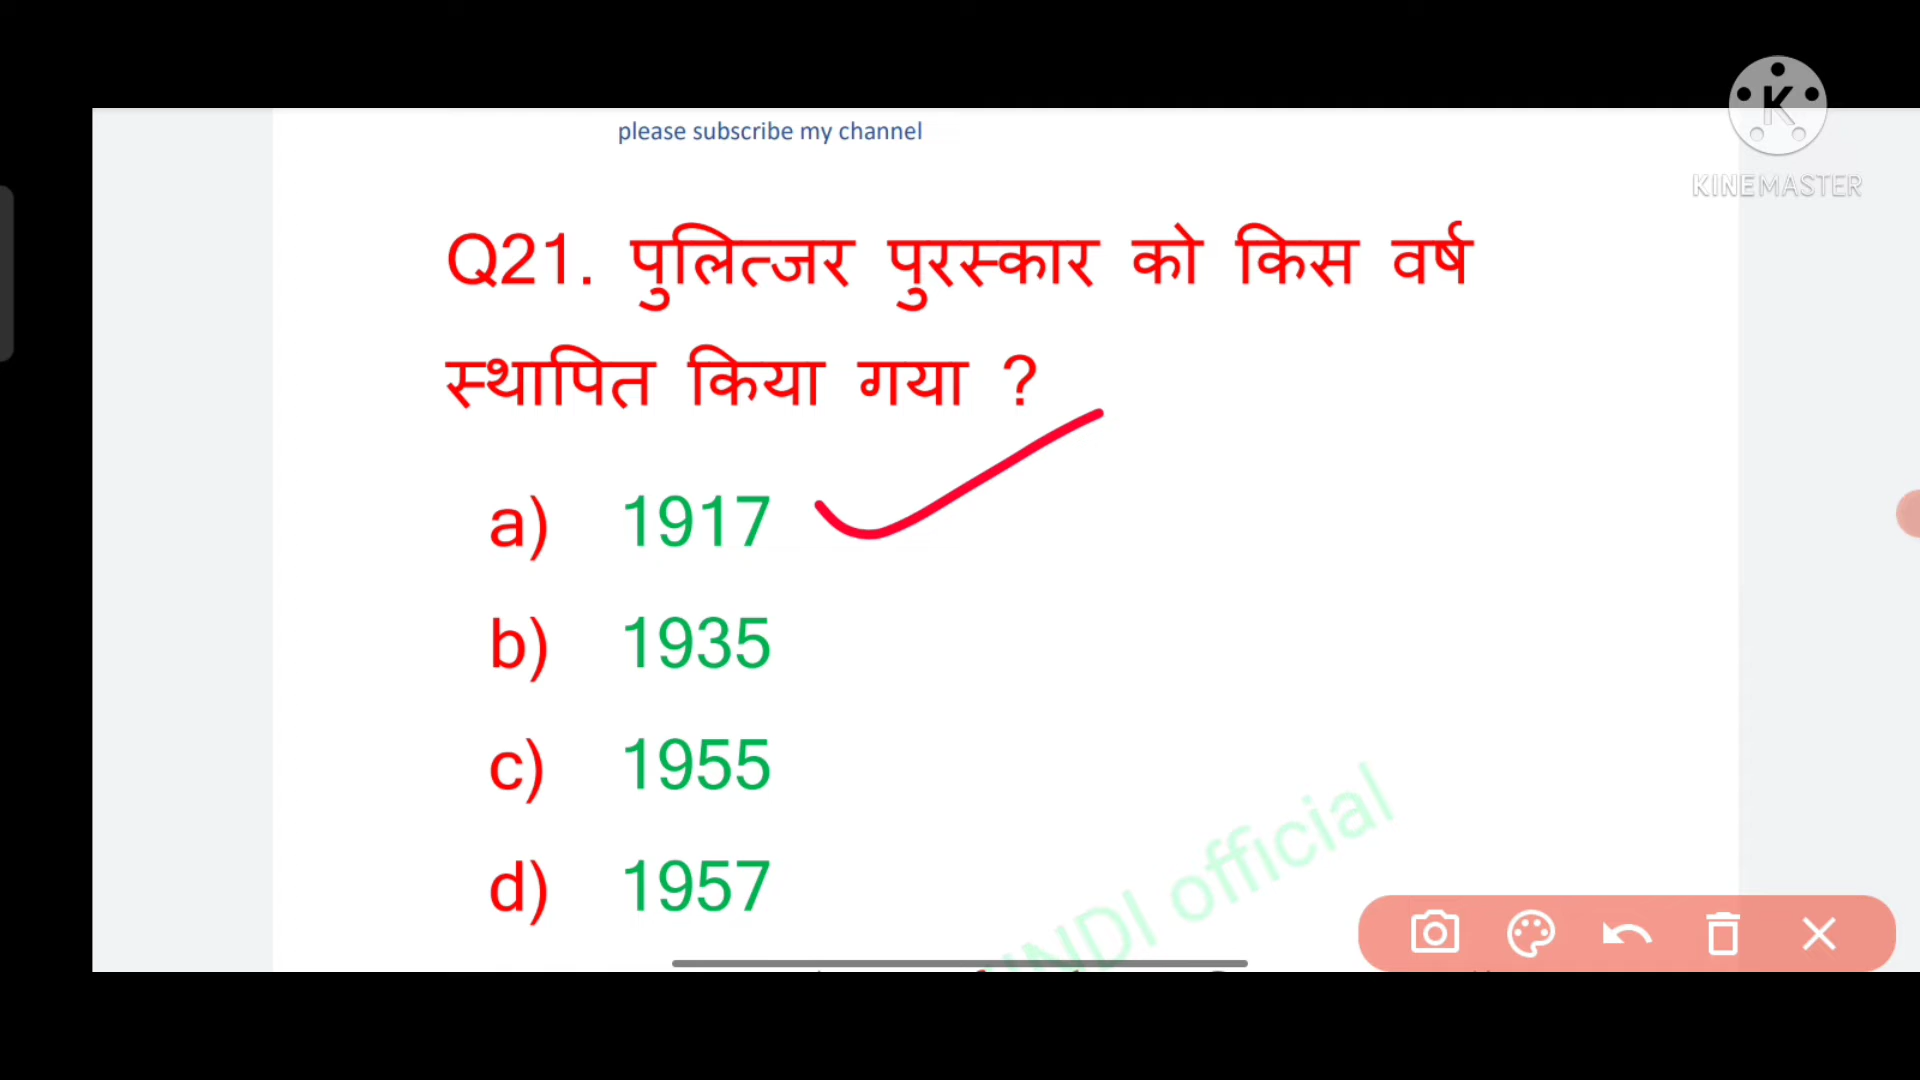 please subscribe my channel
KINEMASTER
Q21. पुलित्जर पुरस्कार को किस वर्ष
स्थापित किया गया ?
a) 1917
b) 1935
c) 1955
d) 1957
official